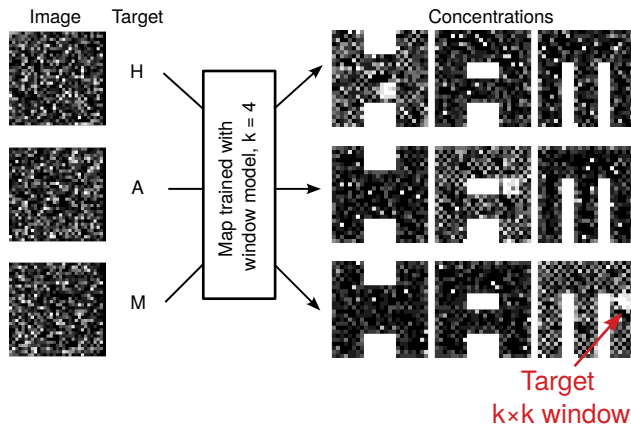 Image Target Concentrations
H
A
M
Map trained with
window model, k = 4
Target
k×k window